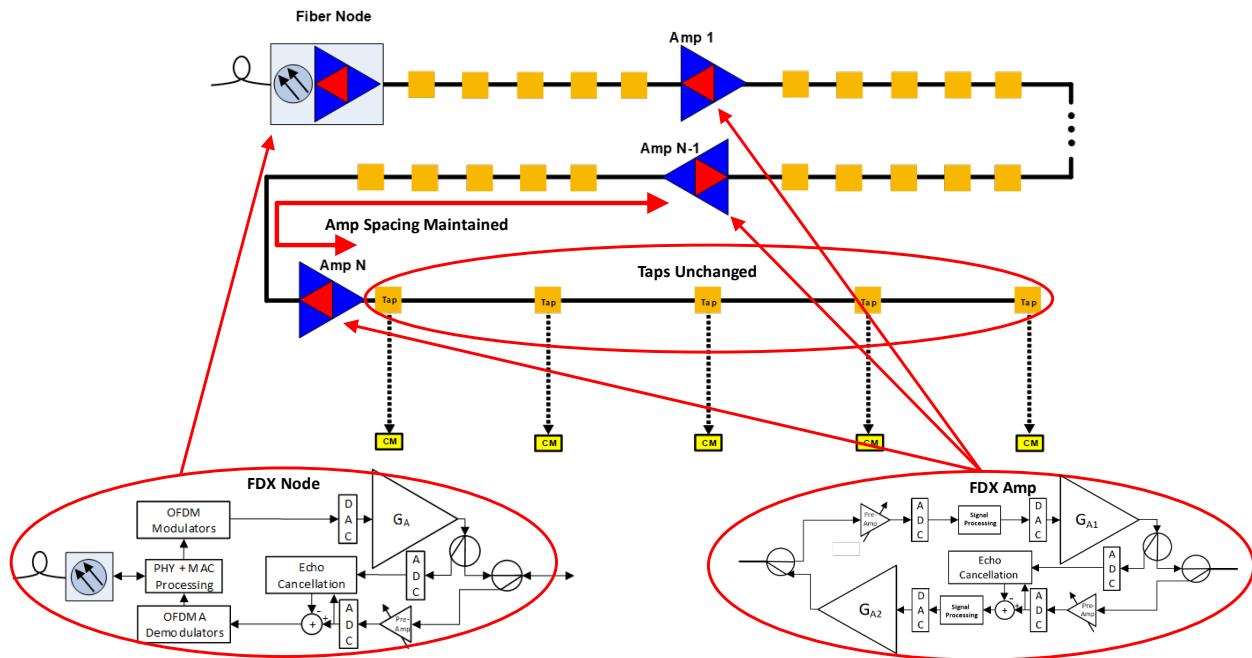 Fiber Node
Amp 1
Amp N-1
Amp Spacing Maintained
Amp N
Taps Unchanged
Tap
Tap
Tap
Tap
Tap
CM
CM
CM
CM
CM
FDX Node
OFDM
Modulators
D
A
C
GA
PHY + MAC
Processing
Echo
Cancellation
A
D
C
OFDMA
Demodulators
-
+
+
A
D
C
Pre-
Amp
FDX Amp
Pre-
Amp
A
D
C
Signal
Processing
D
A
C
GA1
Echo
Cancellation
A
D
C
GA2
D
A
C
Signal
Processing
-
+
+
A
D
C
Pre-
Amp